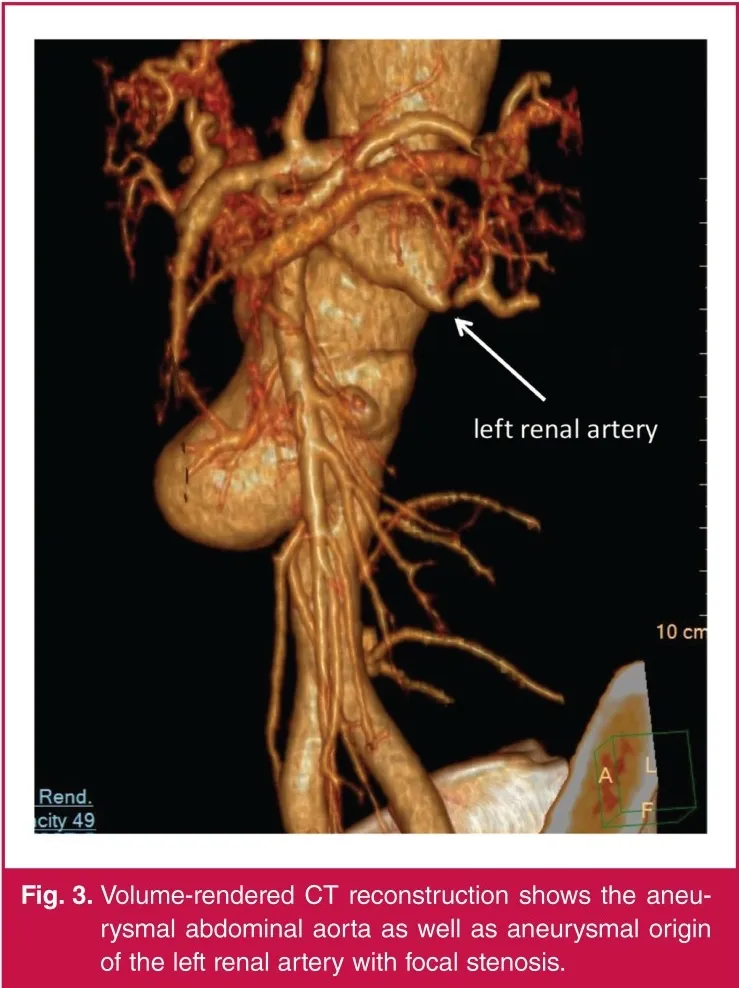 left renal artery
10 cm
A
L
F
Rend.
city 49
Fig. 3. Volume-rendered CT reconstruction shows the aneu-
rysmal abdominal aorta as well as aneurysmal origin
of the left renal artery with focal stenosis.